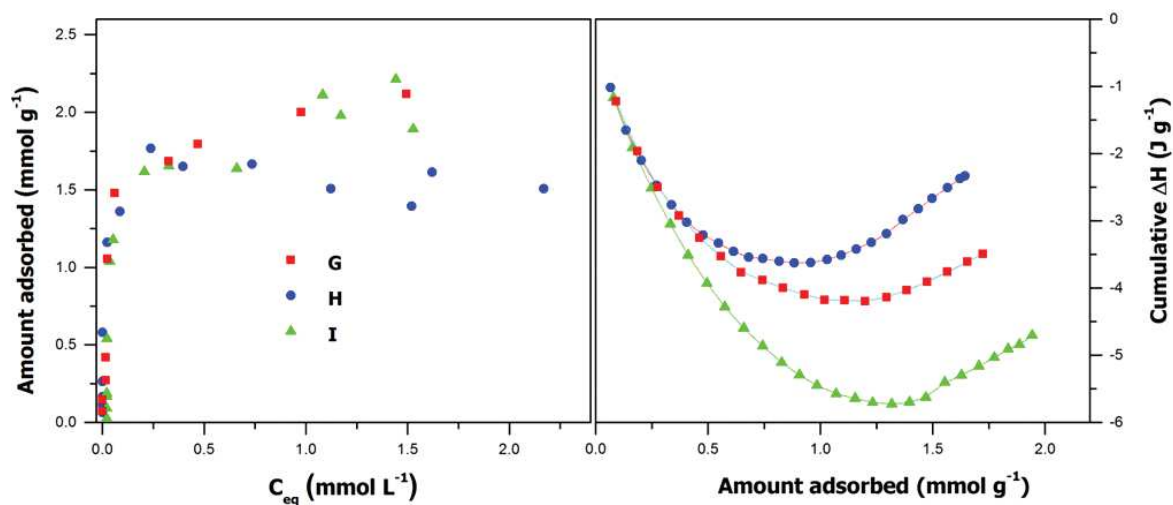 2.5
2.0
1.5
1.0
0.5
0.0
Amount adsorbed (mmol g⁻¹)
G
H
I
0.0 0.5 1.0 1.5 2.0
C_eq (mmol L⁻¹)
0
-1
-2
-3
-4
-5
-6
Cumulative ΔH (J g⁻¹)
0.0 0.5 1.0 1.5 2.0
Amount adsorbed (mmol g⁻¹)